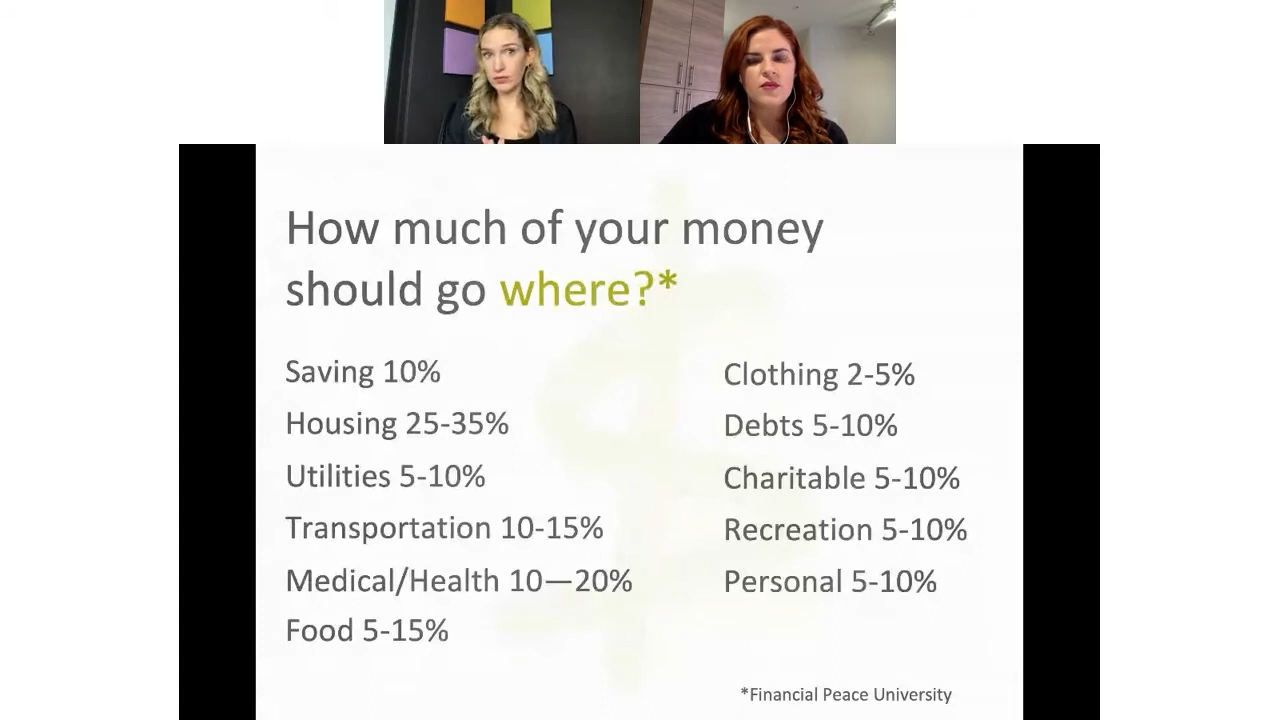 How much of your money
should go where?*
Saving 10%
Housing 25-35%
Utilities 5-10%
Transportation 10-15%
Medical/Health 10—20%
Food 5-15%
Clothing 2-5%
Debts 5-10%
Charitable 5-10%
Recreation 5-10%
Personal 5-10%
*Financial Peace University